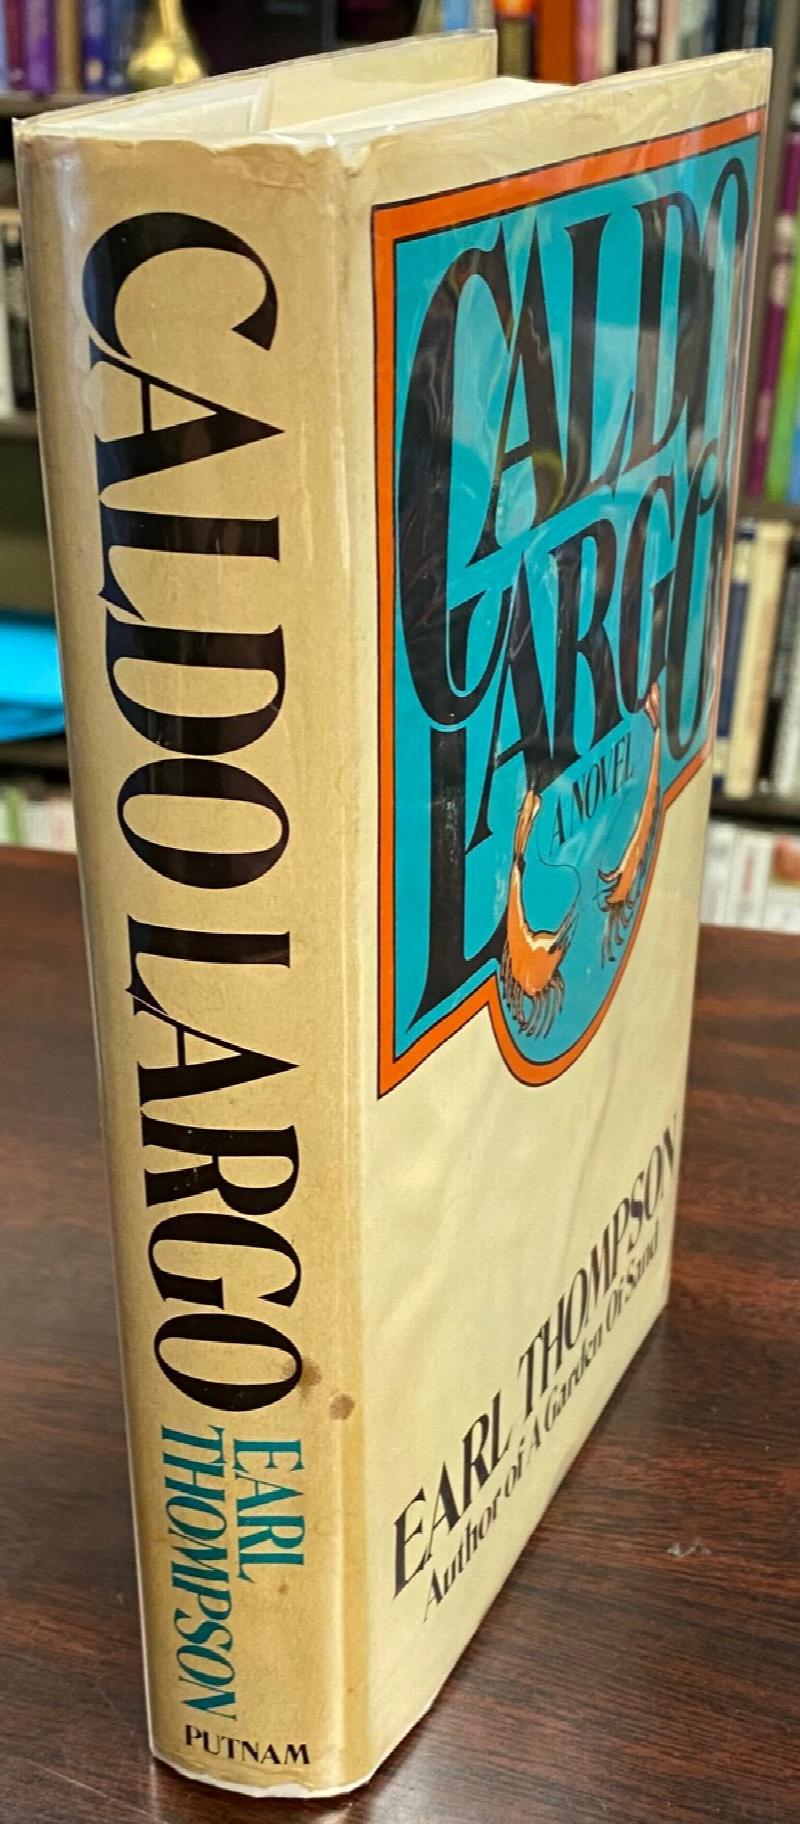 CALDO LARGO
EARL
THOMPSON
PUTNAM
CALDO
LARGO
A NOVEL
EARL THOMPSON
Author of A Garden Of Sand